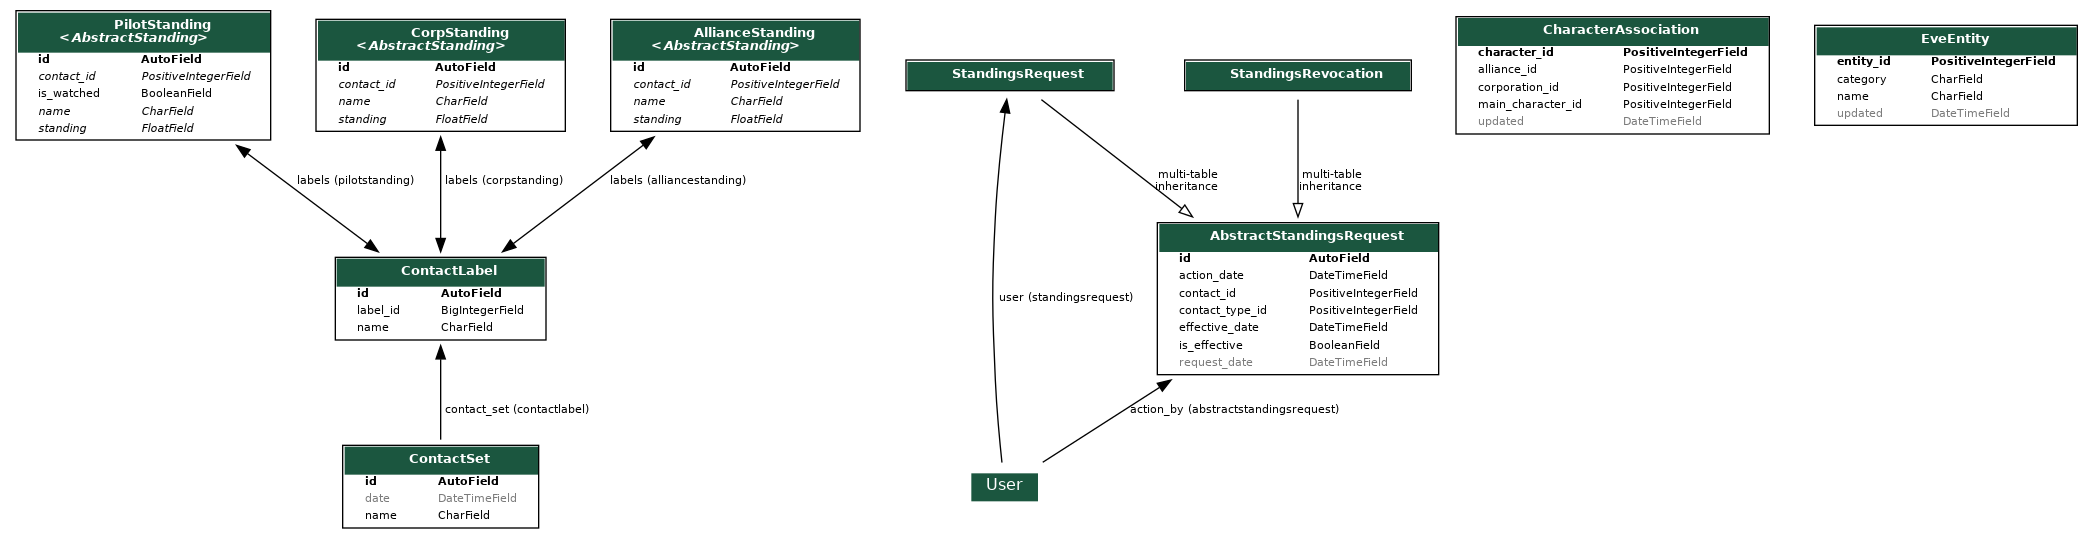 PilotStanding
<AbstractStanding>
id AutoField
contact_id PositiveIntegerField
is_watched BooleanField
name CharField
standing FloatField
CorpStanding
<AbstractStanding>
id AutoField
contact_id PositiveIntegerField
name CharField
standing FloatField
AllianceStanding
<AbstractStanding>
id AutoField
contact_id PositiveIntegerField
name CharField
standing FloatField
StandingsRequest
StandingsRevocation
CharacterAssociation
character_id PositiveIntegerField
alliance_id PositiveIntegerField
corporation_id PositiveIntegerField
main_character_id PositiveIntegerField
updated DateTimeField
EveEntity
entity_id PositiveIntegerField
category CharField
name CharField
updated DateTimeField
labels (pilotstanding)
labels (corpstanding)
labels (alliancestanding)
multi-table
inheritance
multi-table
inheritance
ContactLabel
id AutoField
label_id BigIntegerField
name CharField
user (standingsrequest)
AbstractStandingsRequest
id AutoField
action_date DateTimeField
contact_id PositiveIntegerField
contact_type_id PositiveIntegerField
effective_date DateTimeField
is_effective BooleanField
request_date DateTimeField
contact_set (contactlabel)
action_by (abstractstandingsrequest)
ContactSet
id AutoField
date DateTimeField
name CharField
User